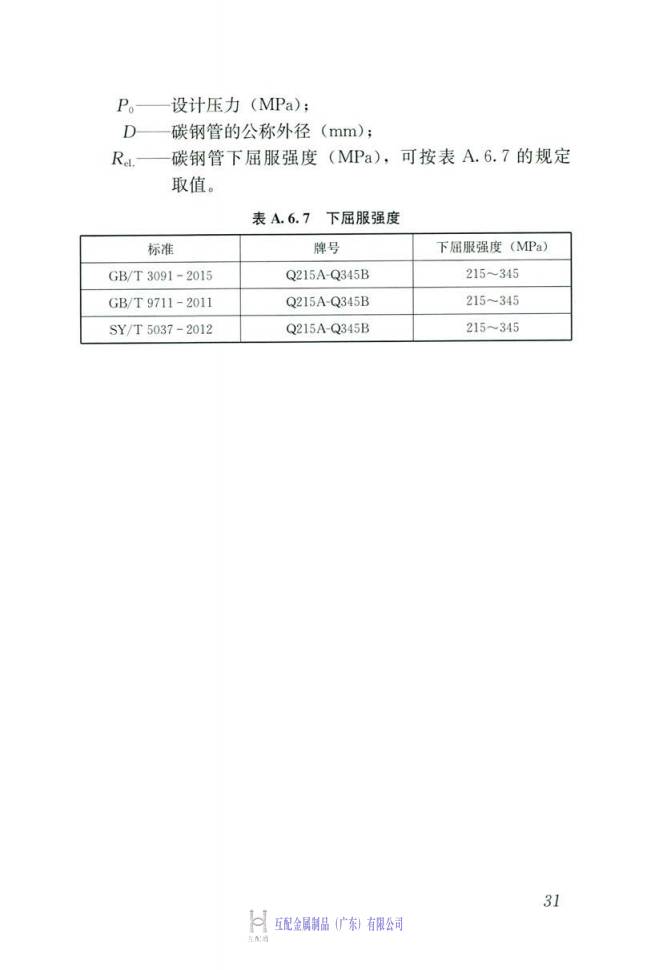 P₀——设计压力（MPa）；
D——碳钢管的公称外径（mm）；
ReL——碳钢管下屈服强度（MPa），可按表 A.6.7 的规定
取值。
表 A.6.7 下屈服强度
标准 牌号 下屈服强度（MPa）
GB/T 3091－2015 Q215A-Q345B 215～345
GB/T 9711－2011 Q215A-Q345B 215～345
SY/T 5037－2012 Q215A-Q345B 215～345
31
互配金属制品（广东）有限公司